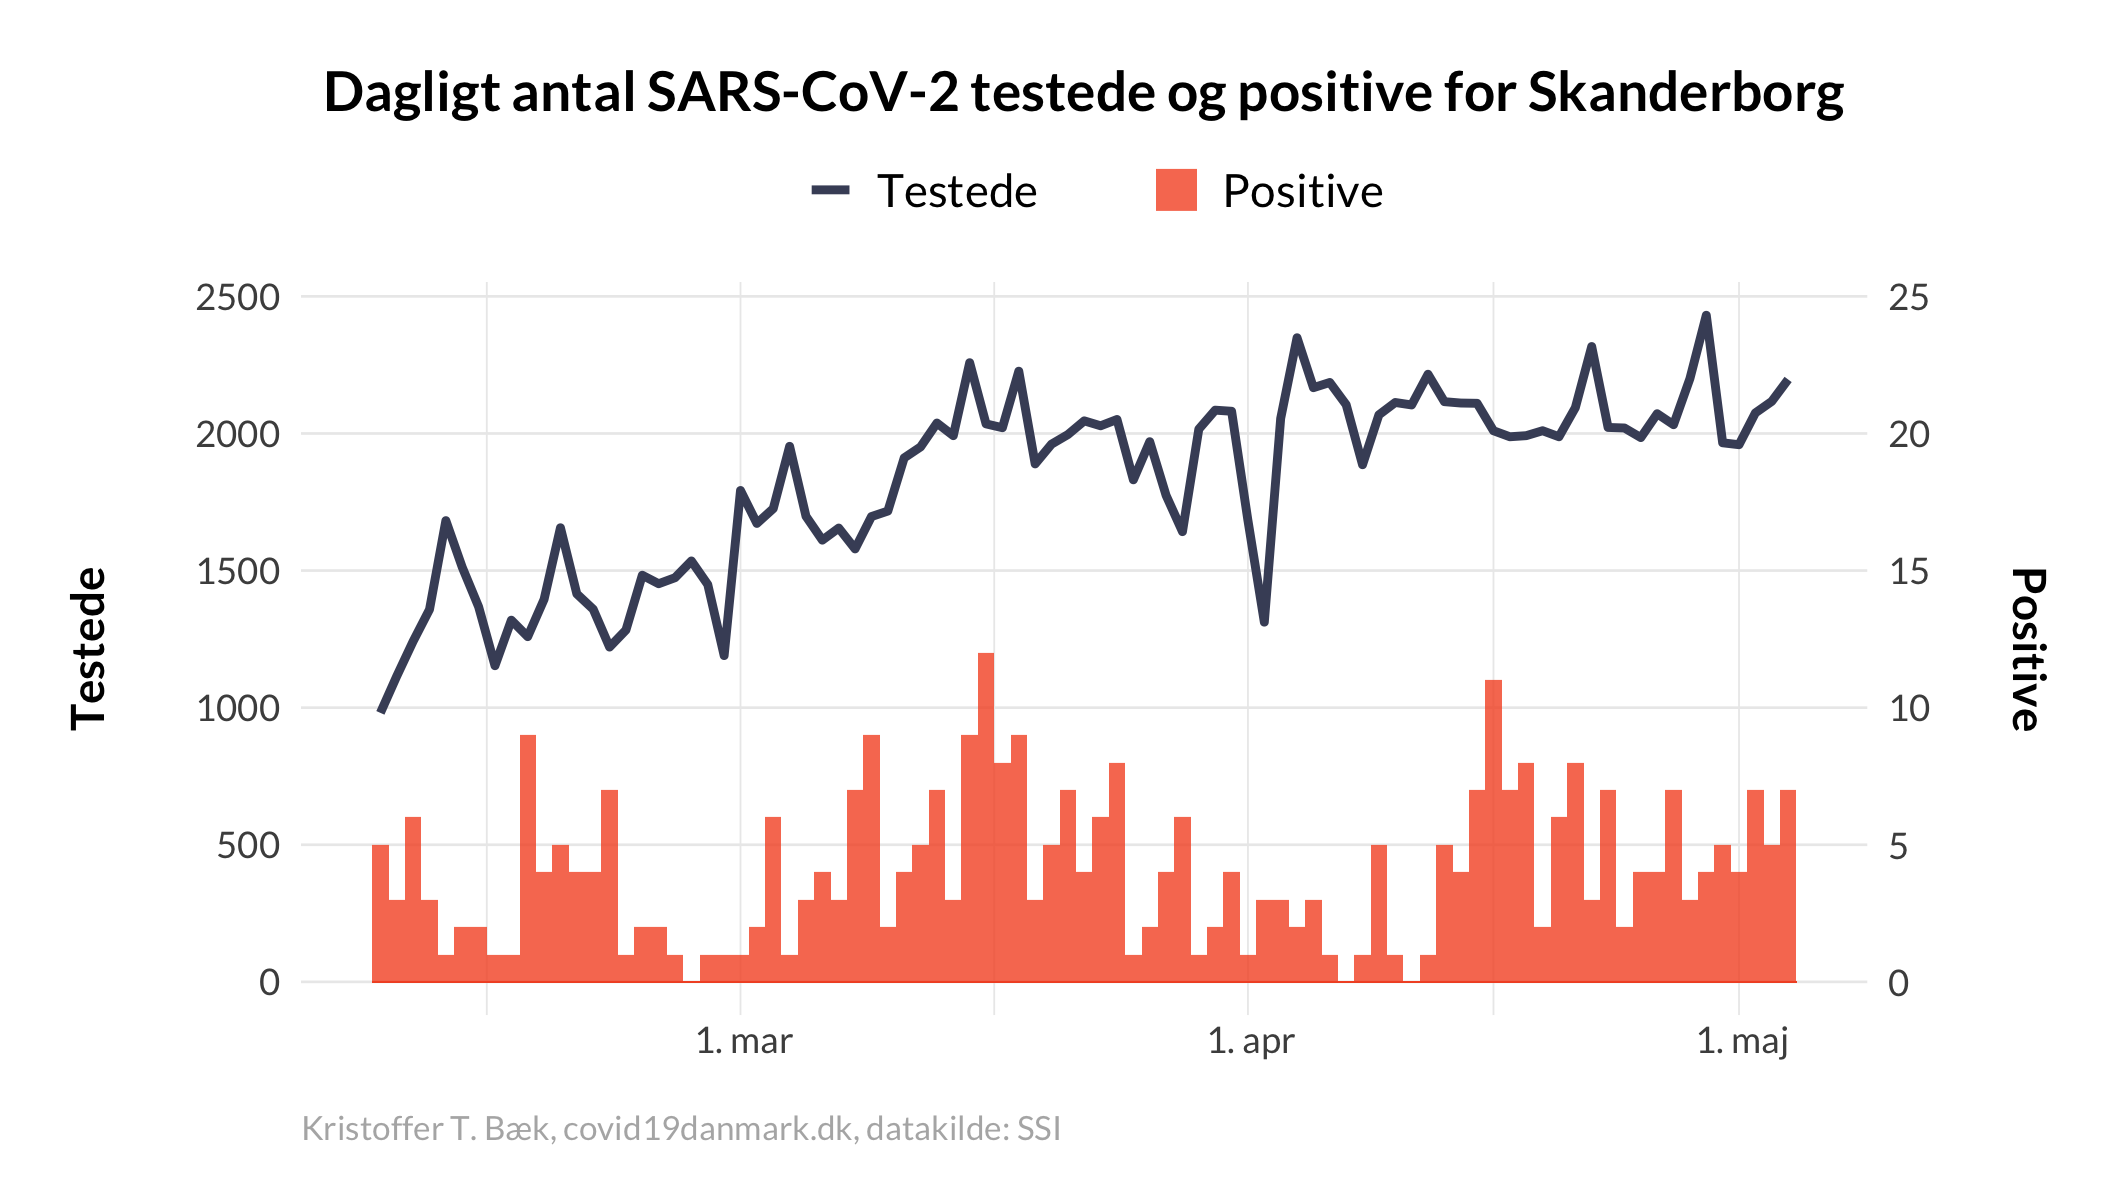 Dagligt antal SARS-CoV-2 testede og positive for Skanderborg
Testede
Positive
2500
2000
1500
1000
500
0
25
20
15
10
5
0
Testede
Positive
1. mar
1. apr
1. maj
Kristoffer T. Bæk, covid19danmark.dk, datakilde: SSI